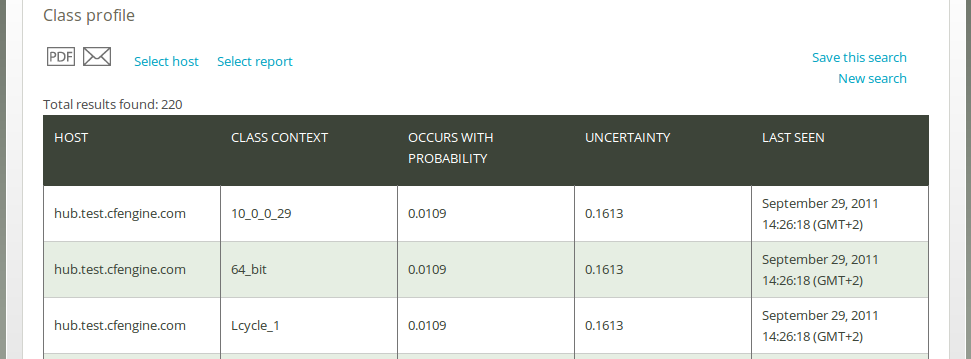 Class profile
PDF Select host Select report
Save this search
New search
Total results found: 220
HOST CLASS CONTEXT OCCURS WITH PROBABILITY UNCERTAINTY LAST SEEN
hub.test.cfengine.com 10_0_0_29 0.0109 0.1613 September 29, 2011 14:26:18 (GMT+2)
hub.test.cfengine.com 64_bit 0.0109 0.1613 September 29, 2011 14:26:18 (GMT+2)
hub.test.cfengine.com Lcycle_1 0.0109 0.1613 September 29, 2011 14:26:18 (GMT+2)